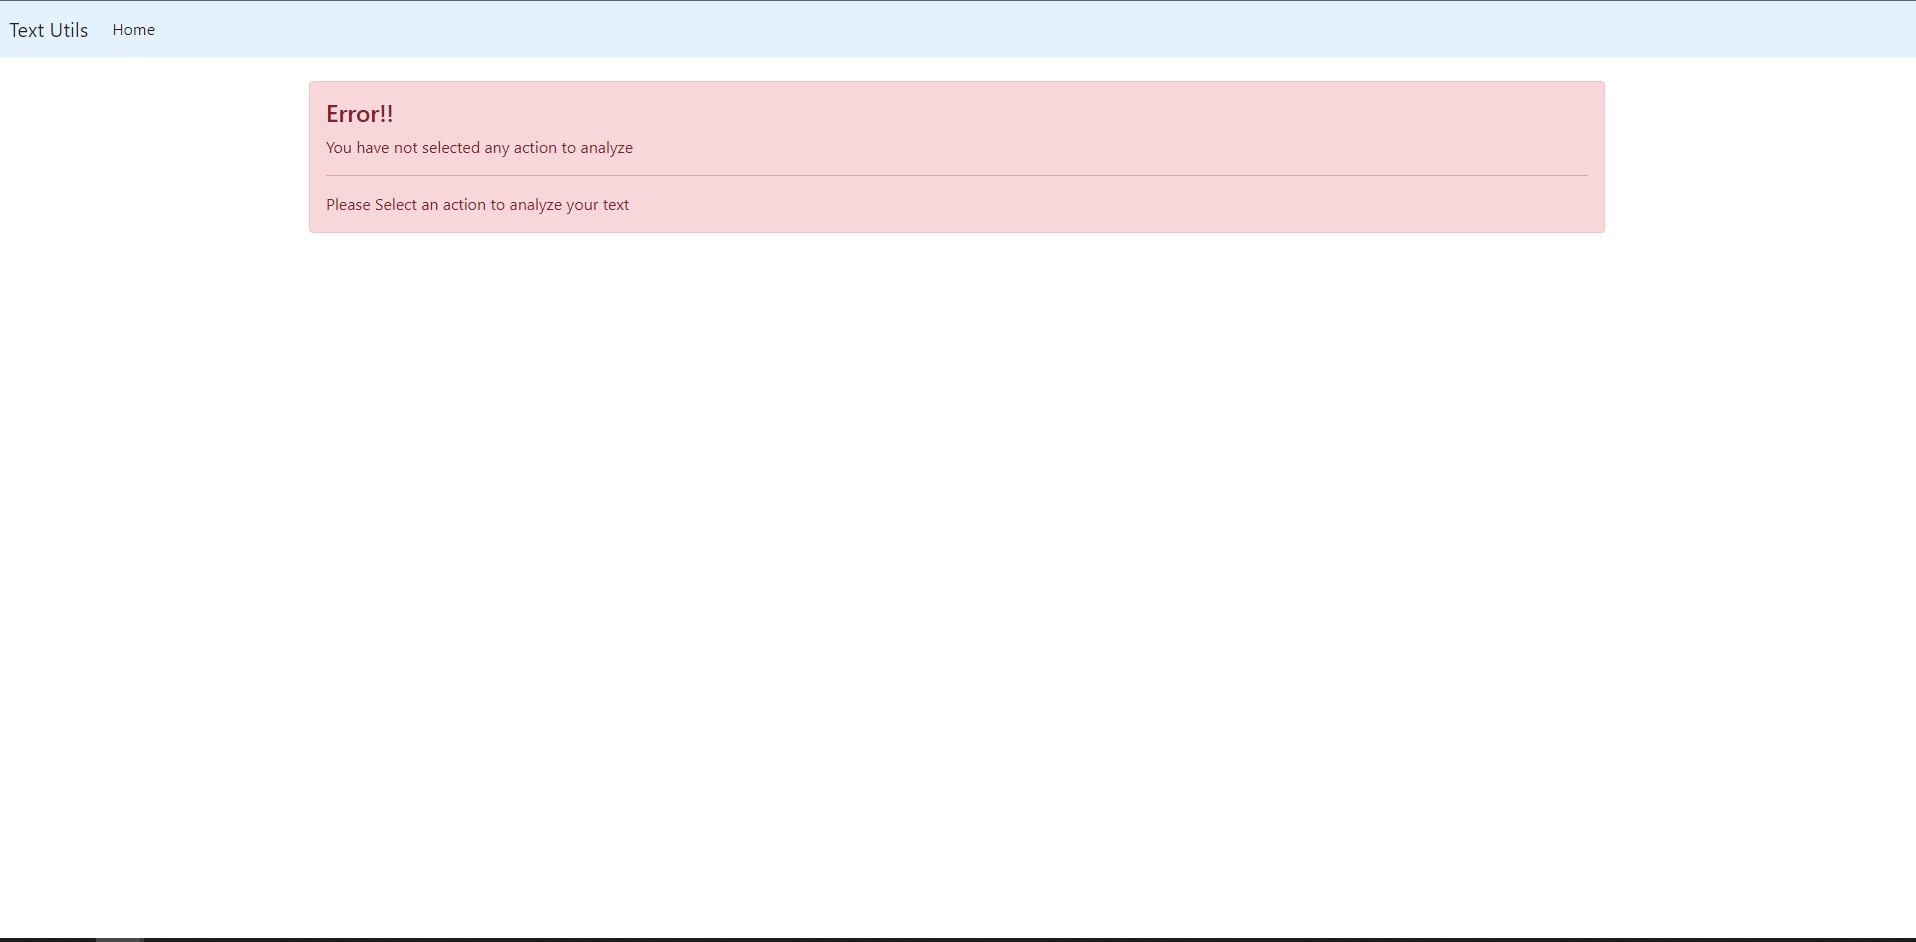 Text Utils Home
Error!!
You have not selected any action to analyze
Please Select an action to analyze your text